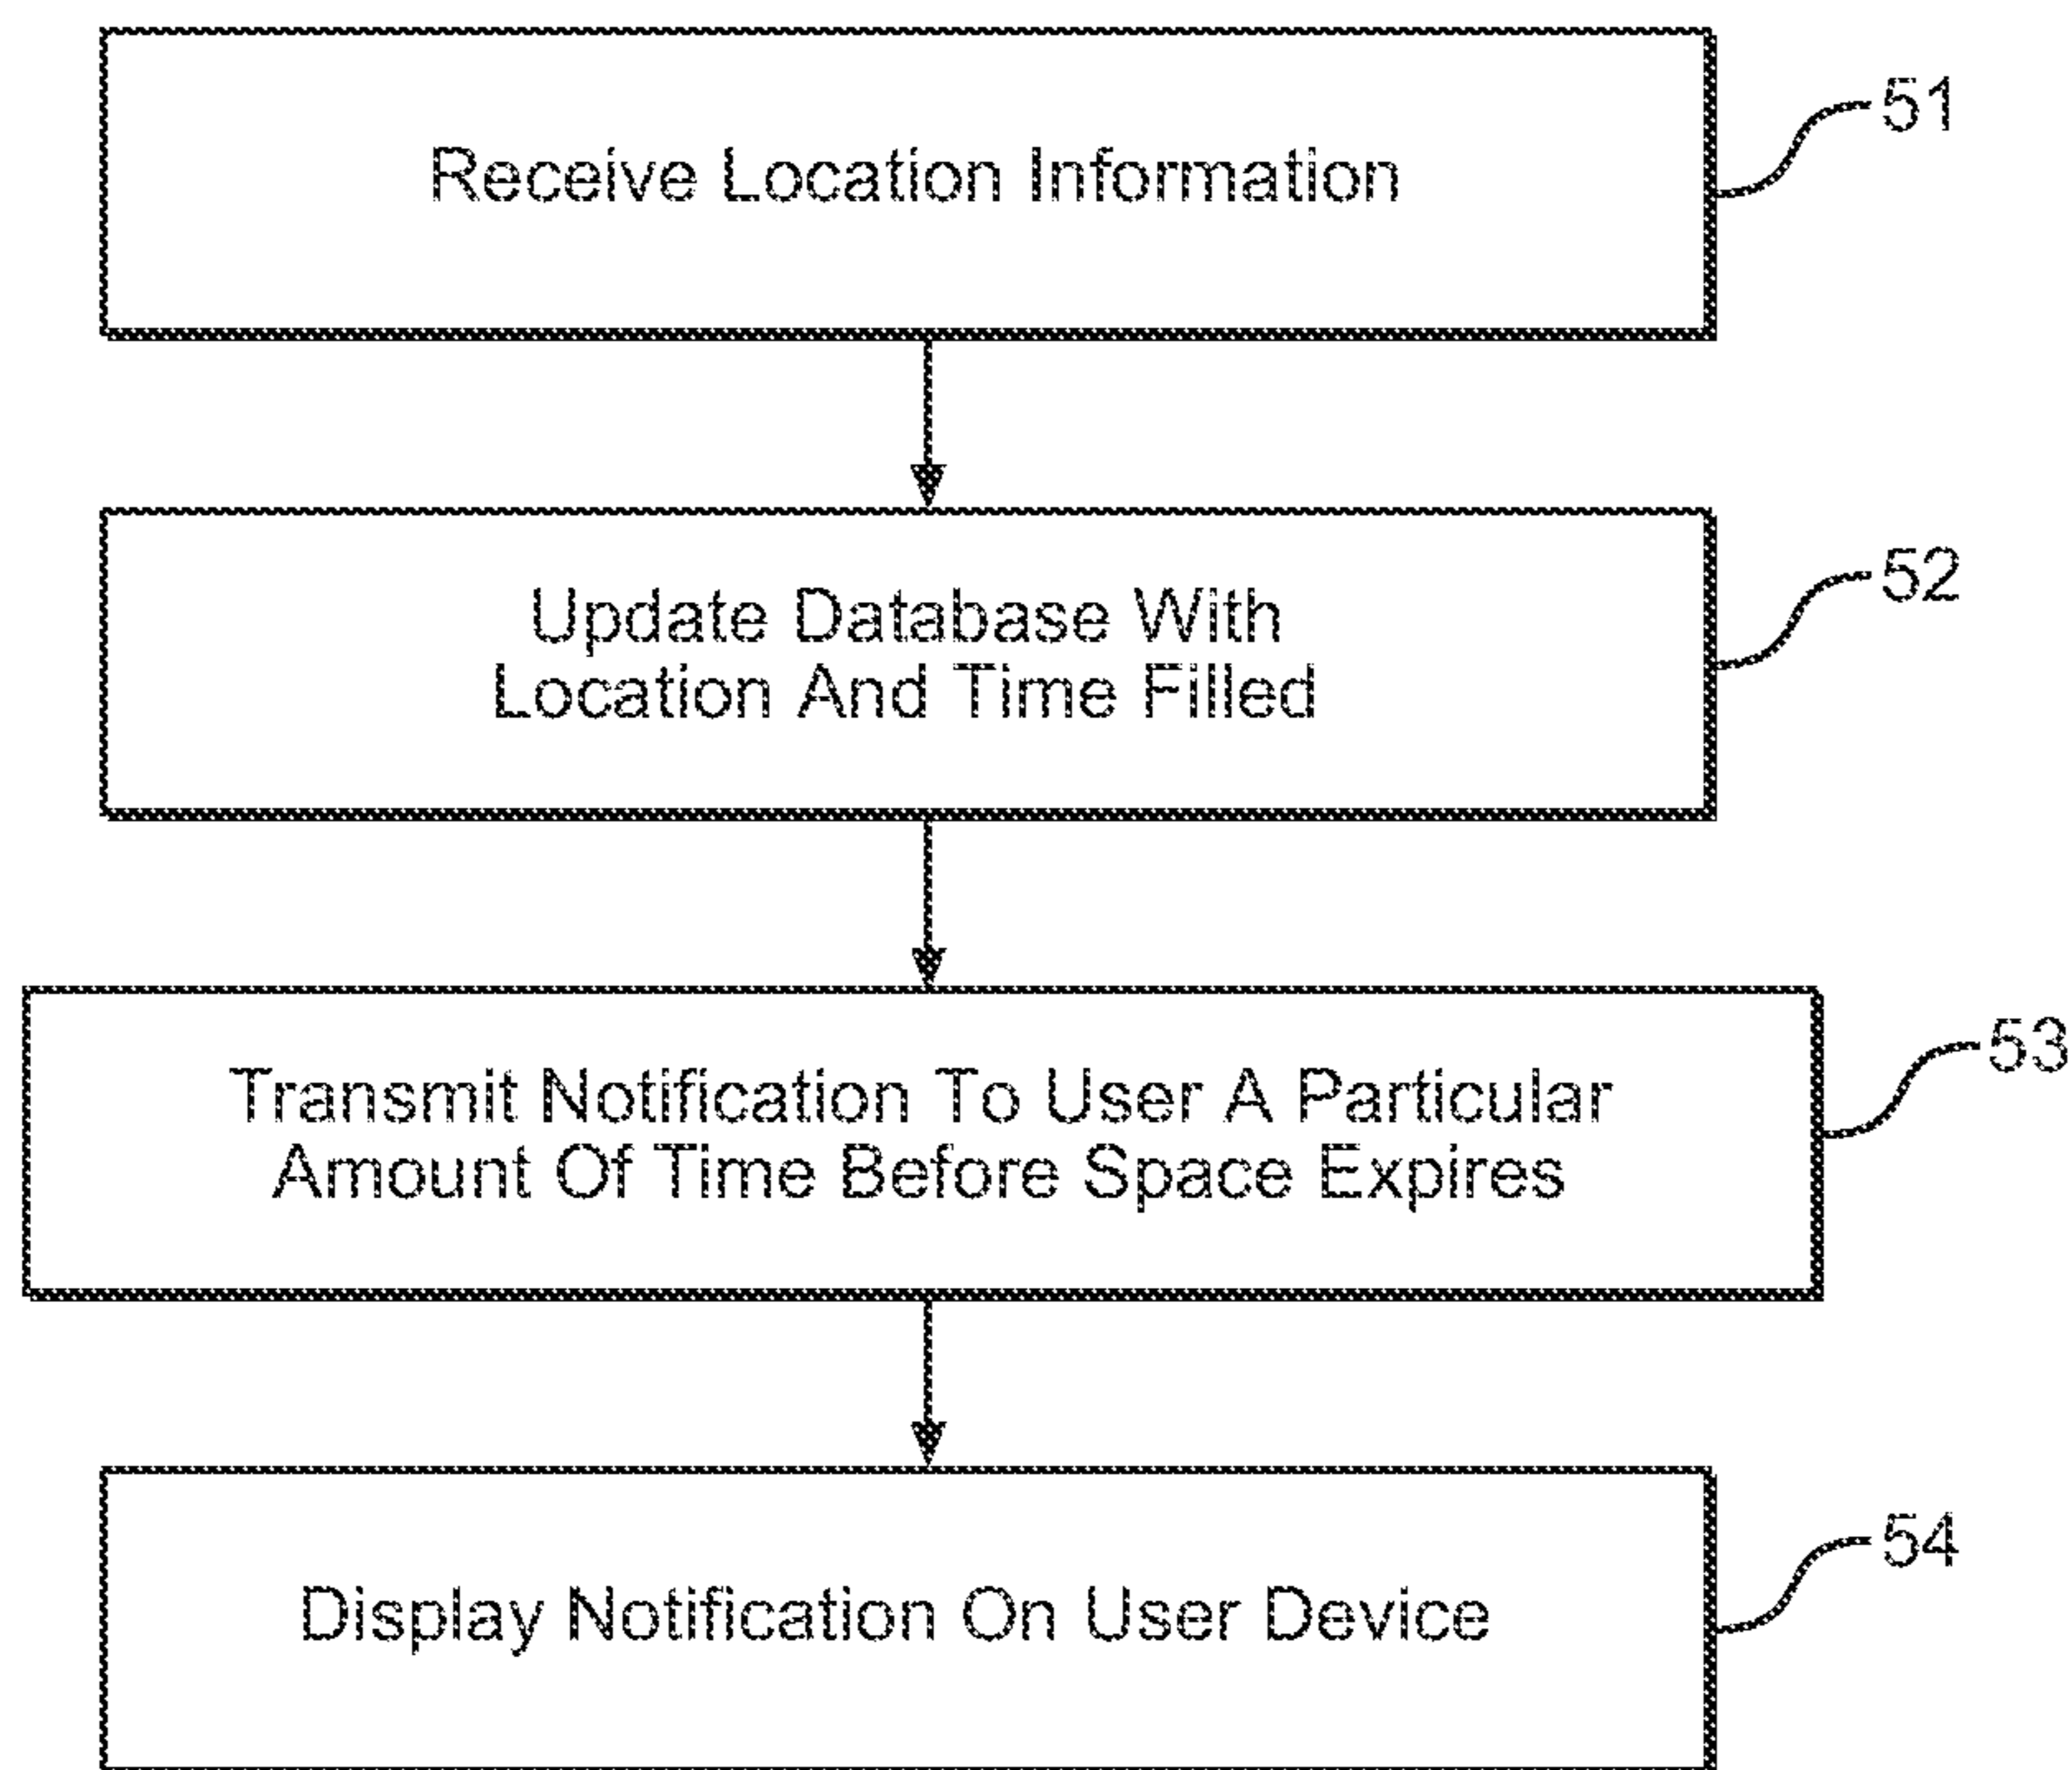 Receive Location Information
51
Update Database With
Location And Time Filled
52
Transmit Notification To User A Particular
Amount Of Time Before Space Expires
53
Display Notification On User Device
54